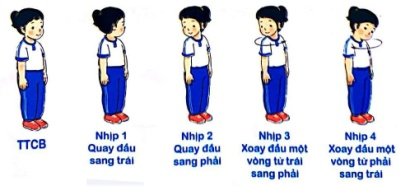 TTCB
Nhịp 1
Quay đầu
sang trái
Nhịp 2
Quay đầu
sang phải
Nhịp 3
Xoay đầu một
vòng từ trái
sang phải
Nhịp 4
Xoay đầu một
vòng từ phải
sang trái